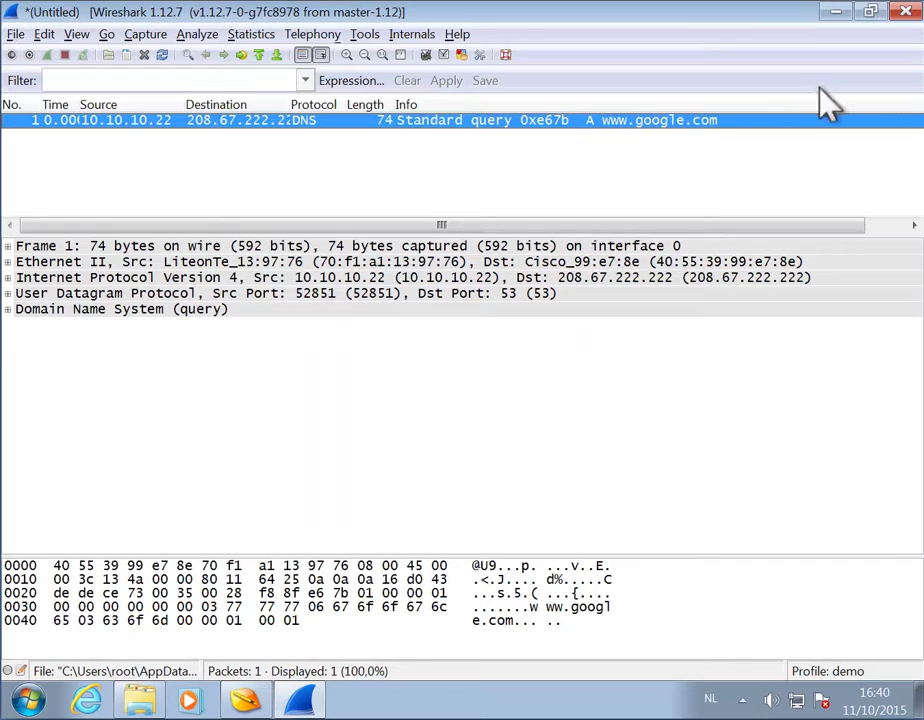 *(Untitled) [Wireshark 1.12.7 (v1.12.7-0-g7fc8978 from master-1.12)]
File Edit View Go Capture Analyze Statistics Telephony Tools Internals Help
Filter: Expression... Clear Apply Save
No. Time Source Destination Protocol Length Info
1 0.00(10.10.10.22 208.67.222.22DNS 74 Standard query 0xe67b A www.google.com
Frame 1: 74 bytes on wire (592 bits), 74 bytes captured (592 bits) on interface 0
Ethernet II, Src: LiteonTe_13:97:76 (70:f1:a1:13:97:76), Dst: Cisco_99:e7:8e (40:55:39:99:e7:8e)
Internet Protocol Version 4, Src: 10.10.10.22 (10.10.10.22), Dst: 208.67.222.222 (208.67.222.222)
User Datagram Protocol, Src Port: 52851 (52851), Dst Port: 53 (53)
Domain Name System (query)
0000 40 55 39 99 e7 8e 70 f1 a1 13 97 76 08 00 45 00 @U9...p. ...v..E.
0010 00 3c 13 4a 00 00 80 11 64 25 0a 0a 0a 16 d0 43 .<.J.... d%.....C
0020 de de ce 73 00 35 00 28 f8 8f e6 7b 01 00 00 01 ...s.5.( ...{....
0030 00 00 00 00 00 00 03 77 77 77 06 67 6f 6f 67 6c .......w ww.googl
0040 65 03 63 6f 6d 00 00 01 00 01 e.com... ..
File: "C:\Users\root\AppData... Packets: 1 · Displayed: 1 (100,0%) Profile: demo
NL 16:40
11/10/2015